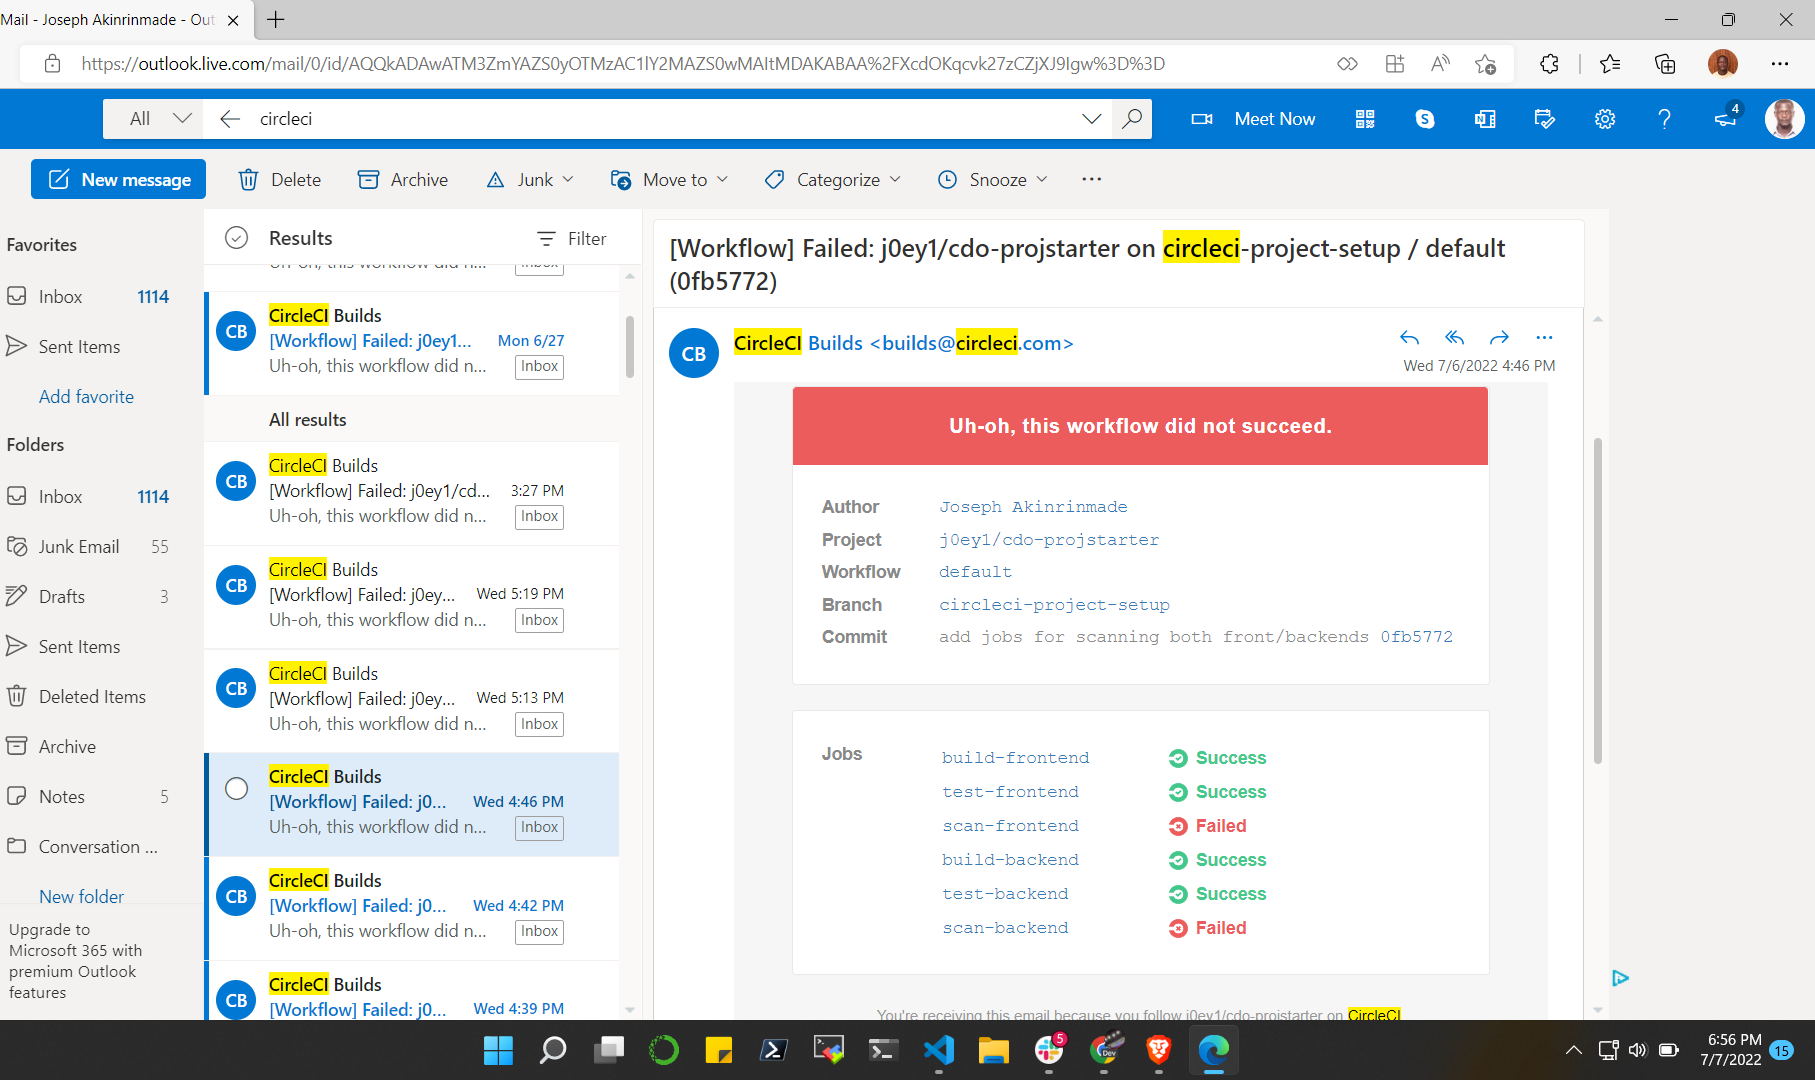 Mail - Joseph Akinrinmade - Out
https://outlook.live.com/mail/0/id/AQQkADAwATM3ZmYAZS0yOTMzAC1lY2MAZS0wMAItMDAKABAA%2FXcdOKqcvk27zCZjXJ9Igw%3D%3D
All
circleci
Meet Now
4
New message
Delete
Archive
Junk
Move to
Categorize
Snooze
Favorites
Inbox 1114
Sent Items
Add favorite
Folders
Inbox 1114
Junk Email 55
Drafts 3
Sent Items
Deleted Items
Archive
Notes 5
Conversation ...
New folder
Upgrade to
Microsoft 365 with
premium Outlook
features
Results
Filter
Uh-oh, this workflow did n... Inbox
CB
CircleCI Builds
[Workflow] Failed: j0ey1... Mon 6/27
Uh-oh, this workflow did n... Inbox
All results
CB
CircleCI Builds
[Workflow] Failed: j0ey1/cd... 3:27 PM
Uh-oh, this workflow did n... Inbox
CB
CircleCI Builds
[Workflow] Failed: j0ey... Wed 5:19 PM
Uh-oh, this workflow did n... Inbox
CB
CircleCI Builds
[Workflow] Failed: j0ey... Wed 5:13 PM
Uh-oh, this workflow did n... Inbox
CircleCI Builds
[Workflow] Failed: j0... Wed 4:46 PM
Uh-oh, this workflow did n... Inbox
CB
CircleCI Builds
[Workflow] Failed: j0... Wed 4:42 PM
Uh-oh, this workflow did n... Inbox
CB
CircleCI Builds
[Workflow] Failed: j0... Wed 4:39 PM
[Workflow] Failed: j0ey1/cdo-projstarter on circleci-project-setup / default
(0fb5772)
CB
CircleCI Builds <builds@circleci.com>
Wed 7/6/2022 4:46 PM
Uh-oh, this workflow did not succeed.
Author Joseph Akinrinmade
Project j0ey1/cdo-projstarter
Workflow default
Branch circleci-project-setup
Commit add jobs for scanning both front/backends 0fb5772
Jobs build-frontend Success
test-frontend Success
scan-frontend Failed
build-backend Success
test-backend Success
scan-backend Failed
You're receiving this email because you follow j0ey1/cdo-projstarter on CircleCI
5
Dev
6:56 PM
7/7/2022
15